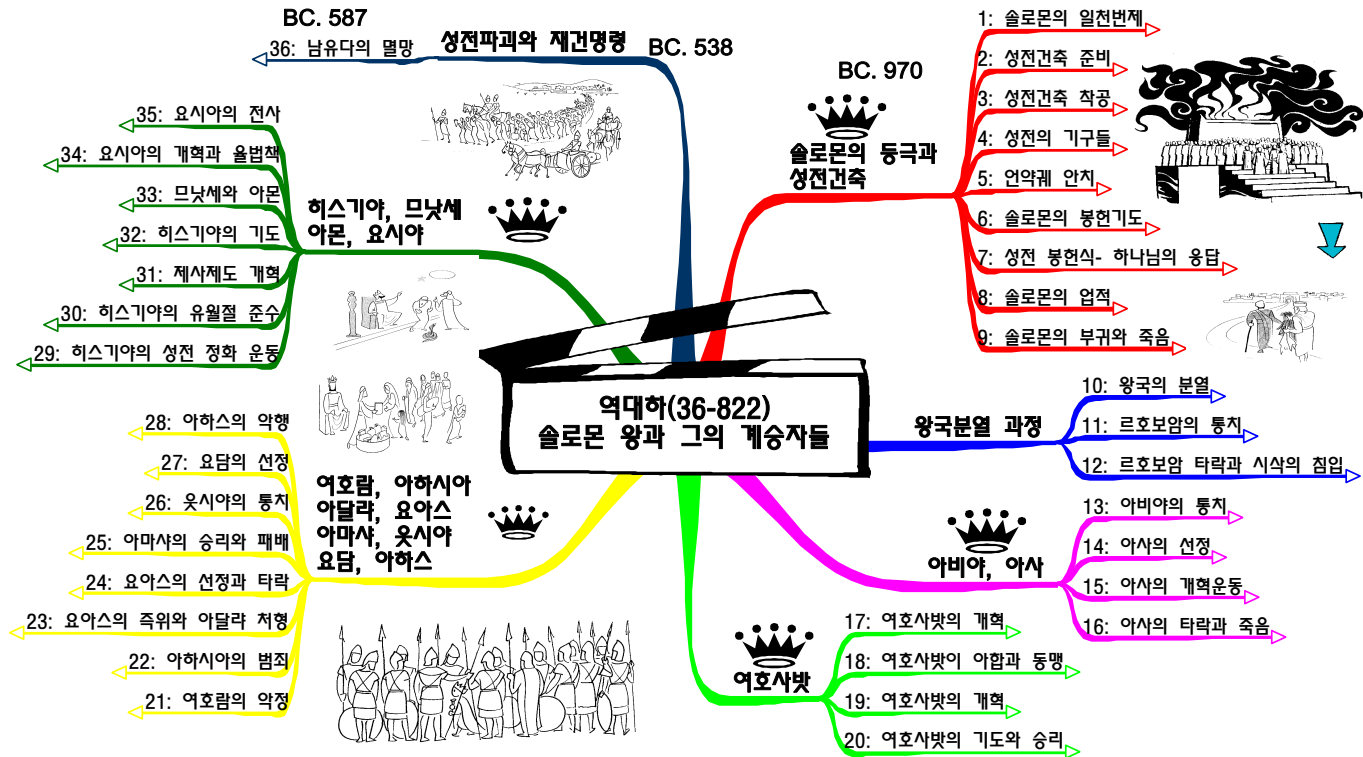 역대하(36-822)
솔로몬 왕과 그의 계승자들
BC. 970
솔로몬의 등극과
성전건축
1: 솔로몬의 일천번제
2: 성전건축 준비
3: 성전건축 착공
4: 성전의 기구들
5: 언약궤 안치
6: 솔로몬의 봉헌기도
7: 성전 봉헌식- 하나님의 응답
8: 솔로몬의 업적
9: 솔로몬의 부귀와 죽음
왕국분열 과정
10: 왕국의 분열
11: 르호보암의 통치
12: 르호보암 타락과 시삭의 침입
아비야, 아사
13: 아비야의 통치
14: 아사의 선정
15: 아사의 개혁운동
16: 아사의 타락과 죽음
여호사밧
17: 여호사밧의 개혁
18: 여호사밧이 아합과 동맹
19: 여호사밧의 개혁
20: 여호사밧의 기도와 승리
여호람, 아하시야
아달랴, 요아스
아마샤, 웃시야
요담, 아하스
28: 아하스의 악행
27: 요담의 선정
26: 웃시야의 통치
25: 아마샤의 승리와 패배
24: 요아스의 선정과 타락
23: 요아스의 즉위와 아달랴 처형
22: 아하시야의 범죄
21: 여호람의 악정
히스기야, 므낫세
아몬, 요시야
35: 요시야의 전사
34: 요시야의 개혁과 율법책
33: 므낫세와 아몬
32: 히스기야의 기도
31: 제사제도 개혁
30: 히스기야의 유월절 준수
29: 히스기야의 성전 정화 운동
BC. 587
36: 남유다의 멸망
성전파괴와 재건명령
BC. 538